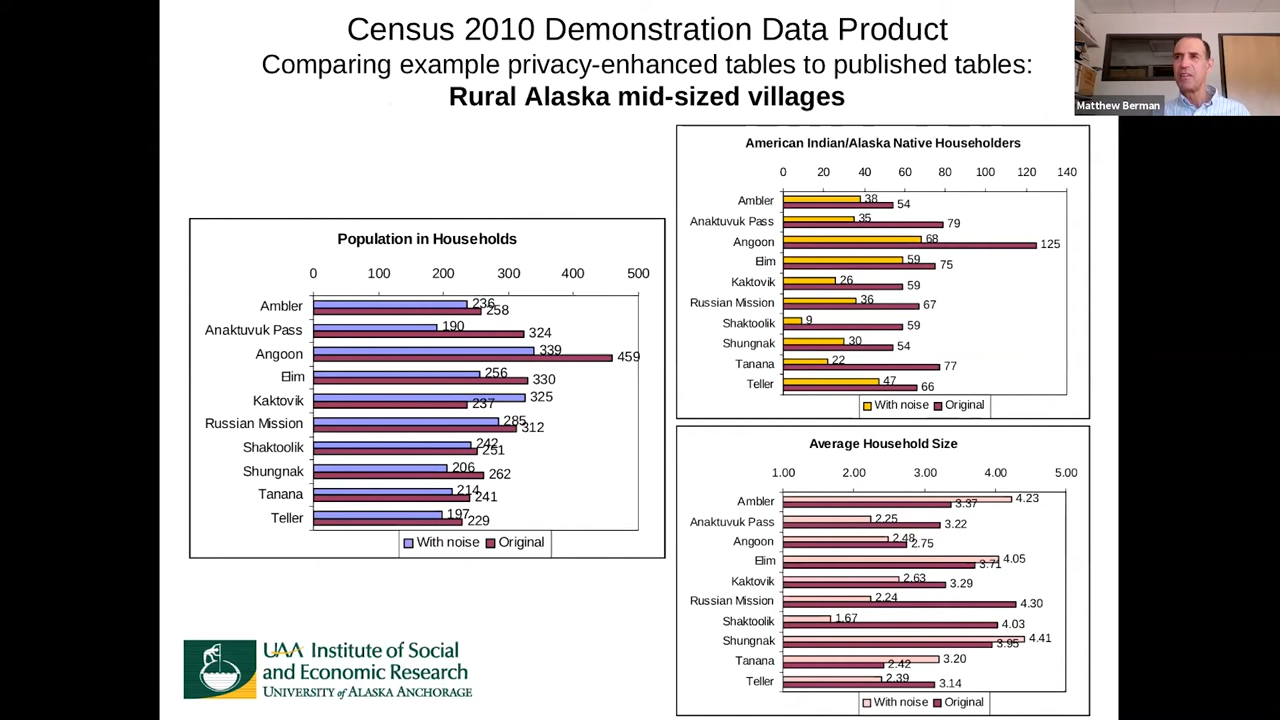 Census 2010 Demonstration Data Product
Comparing example privacy-enhanced tables to published tables:
Rural Alaska mid-sized villages
Matthew Berman
Population in Households
0 100 200 300 400 500
Ambler 236 258
Anaktuvuk Pass 190 324
Angoon 339 459
Elim 256 330
Kaktovik 325 237
Russian Mission 285 312
Shaktoolik 242 251
Shungnak 206 262
Tanana 214 241
Teller 197 229
With noise Original
American Indian/Alaska Native Householders
0 20 40 60 80 100 120 140
Ambler 38 54
Anaktuvuk Pass 35 79
Angoon 68 125
Elim 59 75
Kaktovik 26 59
Russian Mission 36 67
Shaktoolik 9 59
Shungnak 30 54
Tanana 22 77
Teller 47 66
With noise Original
Average Household Size
1.00 2.00 3.00 4.00 5.00
Ambler 4.23 3.37
Anaktuvuk Pass 2.25 3.22
Angoon 2.48 2.75
Elim 4.05 3.71
Kaktovik 2.63 3.29
Russian Mission 2.24 4.30
Shaktoolik 1.67 4.03
Shungnak 4.41 3.95
Tanana 3.20 2.42
Teller 2.39 3.14
With noise Original
UAA Institute of Social
and Economic Research
UNIVERSITY of ALASKA ANCHORAGE